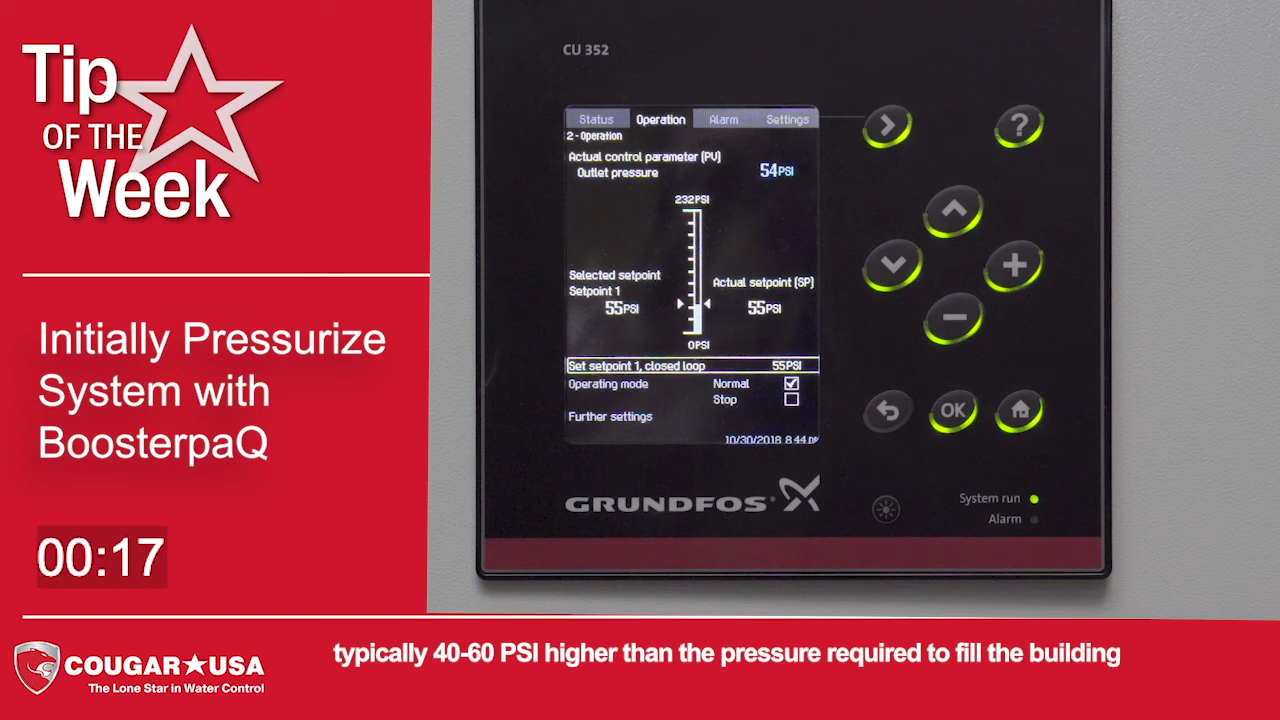 Tip
OF THE
Week
Initially Pressurize
System with
BoosterpaQ
00:17
COUGAR★USA
The Lone Star in Water Control
typically 40-60 PSI higher than the pressure required to fill the building
CU 352
Status Operation Alarm Settings
2 - Operation
Actual control parameter (PV)
Outlet pressure 54PSI
232PSI
Selected setpoint
Setpoint 1
55PSI
Actual setpoint (SP)
55PSI
0PSI
Set setpoint 1, closed loop 55PSI
Operating mode Normal
Stop
Further settings
10/30/2018 8:44
?
OK
GRUNDFOS
System run
Alarm